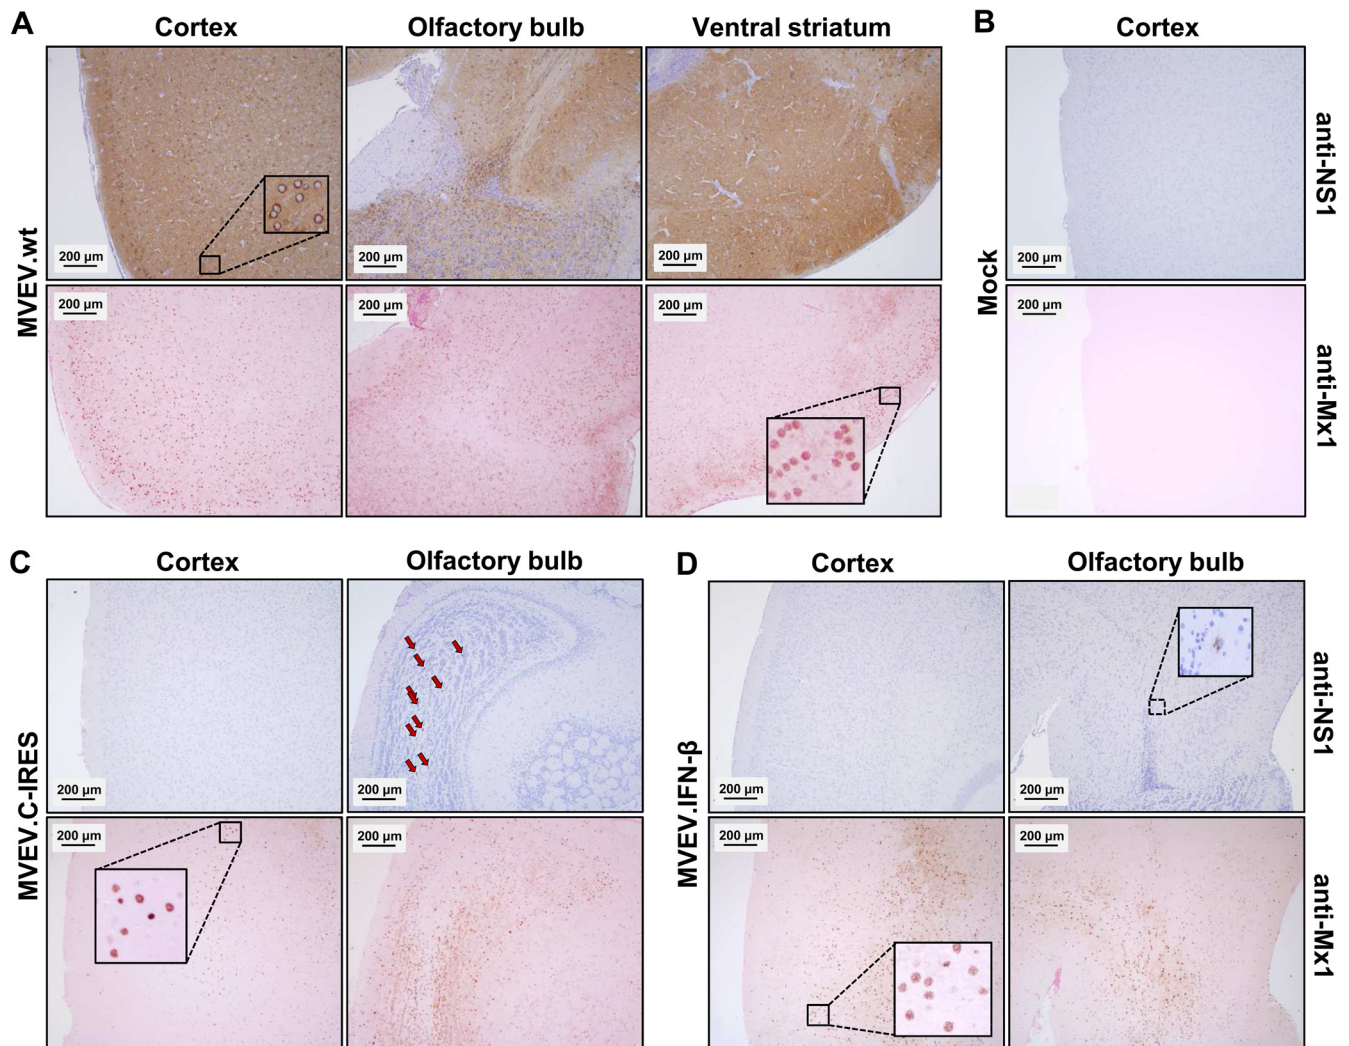 A
Cortex
Olfactory bulb
Ventral striatum
B
Cortex
MVEV.wt
200 µm
200 µm
200 µm
200 µm
200 µm
200 µm
Mock
200 µm
200 µm
anti-NS1
anti-Mx1
C
Cortex
Olfactory bulb
D
Cortex
Olfactory bulb
MVEV.C-IRES
200 µm
200 µm
200 µm
200 µm
MVEV.IFN-β
200 µm
200 µm
200 µm
200 µm
anti-NS1
anti-Mx1